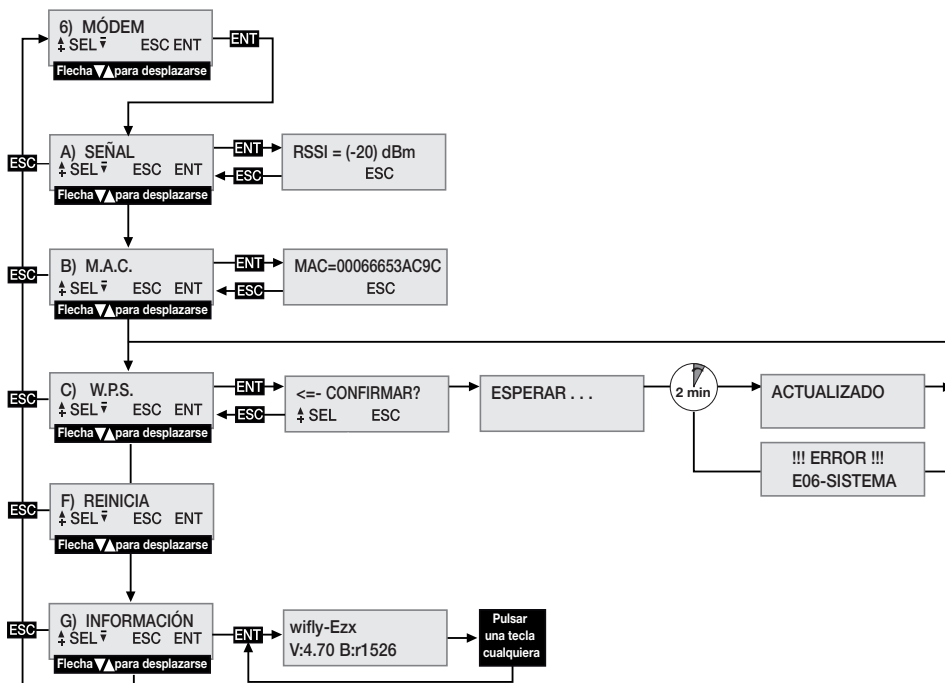 6) MÓDEM
SEL ESC ENT
Flecha para desplazarse
ENT
A) SEÑAL
SEL ESC ENT
Flecha para desplazarse
ESC
ENT
ESC
RSSI = (-20) dBm
ESC
B) M.A.C.
SEL ESC ENT
Flecha para desplazarse
ESC
ENT
ESC
MAC=00066653AC9C
ESC
C) W.P.S.
SEL ESC ENT
Flecha para desplazarse
ESC
ENT
ESC
<=- CONFIRMAR?
SEL ESC
ESPERAR . . .
2 min
ACTUALIZADO
!!! ERROR !!!
E06-SISTEMA
F) REINICIA
SEL ESC ENT
Flecha para desplazarse
ESC
G) INFORMACIÓN
SEL ESC ENT
Flecha para desplazarse
ESC
ENT
wifly-Ezx
V:4.70 B:r1526
Pulsar
una tecla
cualquiera